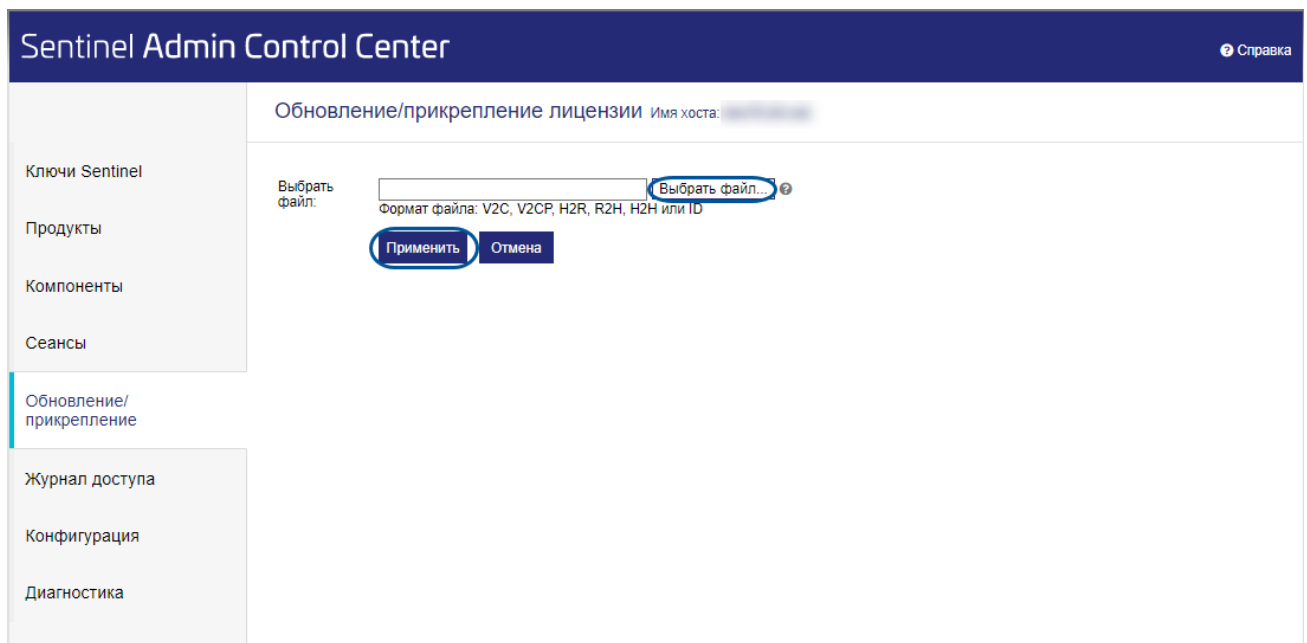 Sentinel Admin Control Center
Справка
Обновление/прикрепление лицензии Имя хоста:
Ключи Sentinel
Продукты
Компоненты
Сеансы
Обновление/
прикрепление
Журнал доступа
Конфигурация
Диагностика
Выбрать
файл:
Выбрать файл...
Формат файла: V2C, V2CP, H2R, R2H, H2H или ID
Применить
Отмена